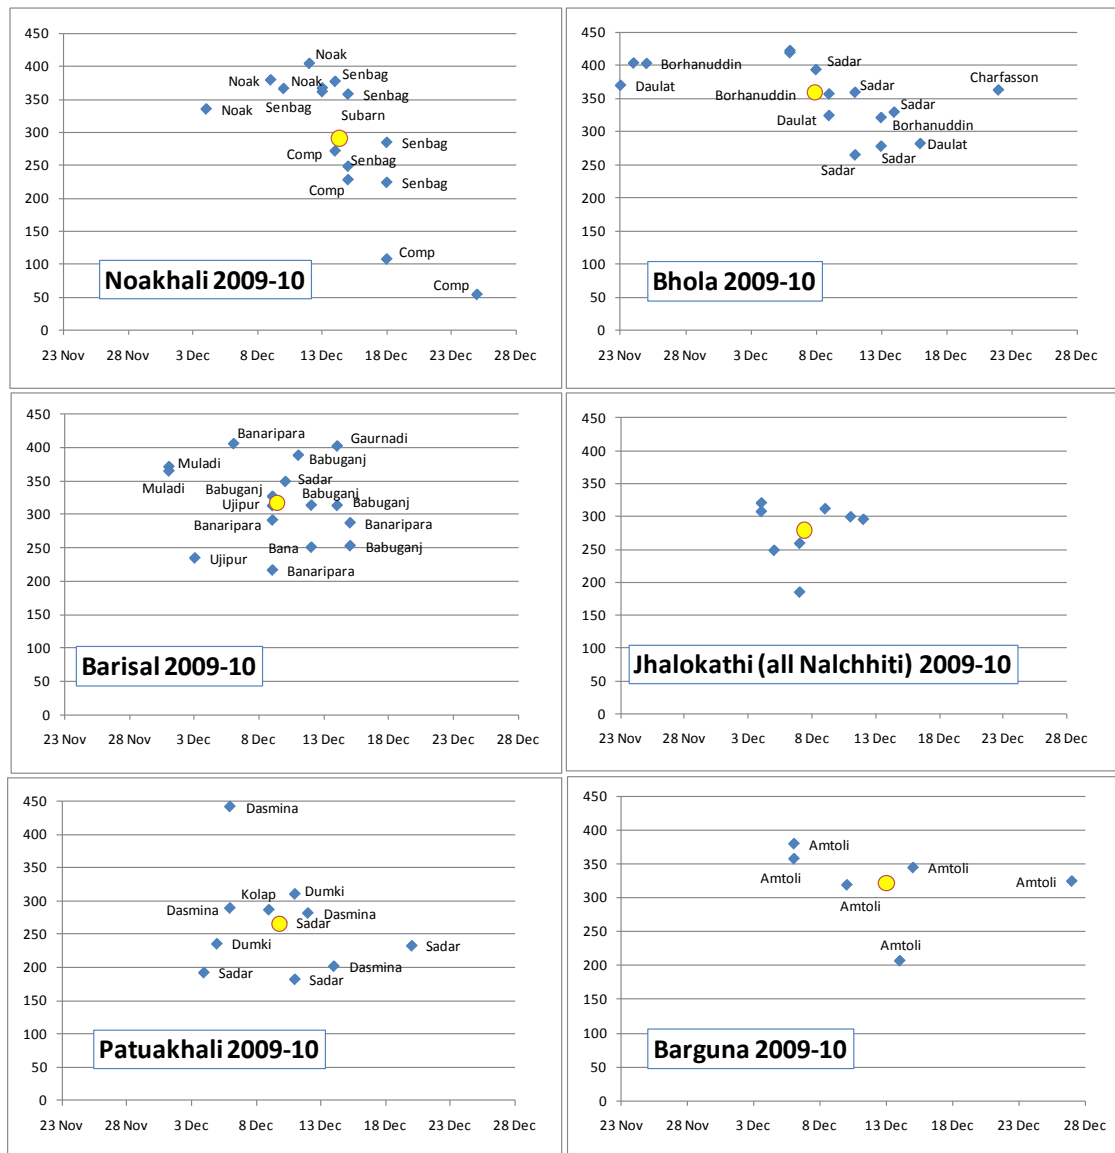 450
400
350
300
250
200
150
100
50
0
Noak
Noak
Noak
Senbag
Senbag
Senbag
Noak
Subarn
Senbag
Comp
Senbag
Comp
Senbag
Comp
Comp
Noakhali 2009-10
23 Nov 28 Nov 3 Dec 8 Dec 13 Dec 18 Dec 23 Dec 28 Dec
450
400
350
300
250
200
150
100
50
0
Borhanuddin
Sadar
Charfasson
Daulat
Borhanuddin
Sadar
Sadar
Daulat
Borhanuddin
Daulat
Sadar
Sadar
Bhola 2009-10
23 Nov 28 Nov 3 Dec 8 Dec 13 Dec 18 Dec 23 Dec 28 Dec
450
400
350
300
250
200
150
100
50
0
Banaripara
Gaurnadi
Muladi
Babuganj
Muladi
Sadar
Babuganj
Babuganj
Ujipur
Babuganj
Banaripara
Banaripara
Ujipur
Bana
Babuganj
Banaripara
Barisal 2009-10
23 Nov 28 Nov 3 Dec 8 Dec 13 Dec 18 Dec 23 Dec 28 Dec
450
400
350
300
250
200
150
100
50
0
Jhalokathi (all Nalchhiti) 2009-10
23 Nov 28 Nov 3 Dec 8 Dec 13 Dec 18 Dec 23 Dec 28 Dec
450
400
350
300
250
200
150
100
50
0
Dasmina
Kolap
Dumki
Dasmina
Dasmina
Sadar
Dumki
Sadar
Sadar
Dasmina
Sadar
Patuakhali 2009-10
23 Nov 28 Nov 3 Dec 8 Dec 13 Dec 18 Dec 23 Dec 28 Dec
450
400
350
300
250
200
150
100
50
0
Amtoli
Amtoli
Amtoli
Amtoli
Amtoli
Amtoli
Barguna 2009-10
23 Nov 28 Nov 3 Dec 8 Dec 13 Dec 18 Dec 23 Dec 28 Dec